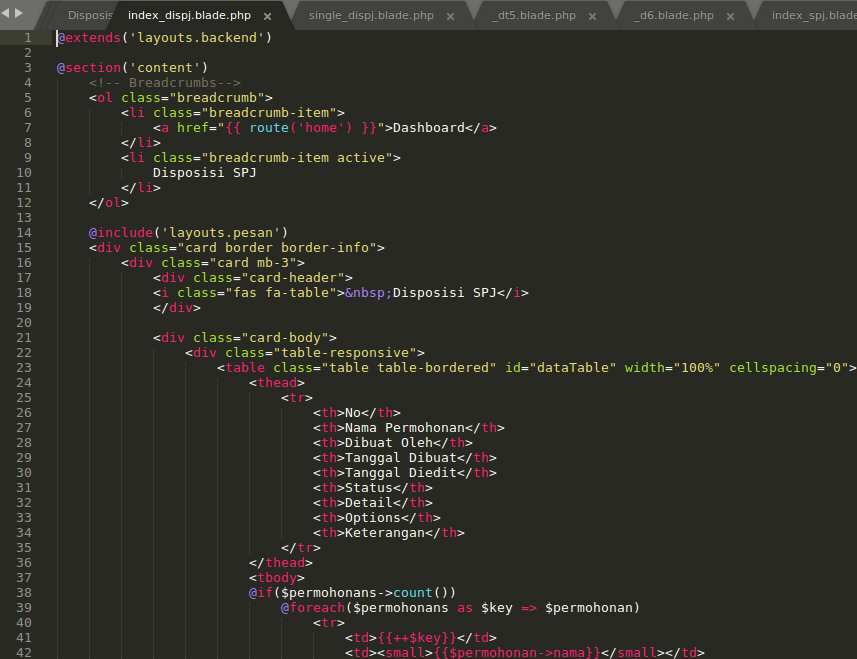 Disposis index_dispj.blade.php × single_dispj.blade.php × _dt5.blade.php × _d6.blade.php × index_spj.blade
1 @extends('layouts.backend')
2
3 @section('content')
4     <!-- Breadcrumbs-->
5     <ol class="breadcrumb">
6         <li class="breadcrumb-item">
7             <a href="{{ route('home') }}">Dashboard</a>
8         </li>
9         <li class="breadcrumb-item active">
10             Disposisi SPJ
11         </li>
12     </ol>
13
14     @include('layouts.pesan')
15     <div class="card border border-info">
16         <div class="card mb-3">
17             <div class="card-header">
18             <i class="fas fa-table">&nbsp;Disposisi SPJ</i>
19             </div>
20
21             <div class="card-body">
22                 <div class="table-responsive">
23                     <table class="table table-bordered" id="dataTable" width="100%" cellspacing="0">
24                         <thead>
25                             <tr>
26                                 <th>No</th>
27                                 <th>Nama Permohonan</th>
28                                 <th>Dibuat Oleh</th>
29                                 <th>Tanggal Dibuat</th>
30                                 <th>Tanggal Diedit</th>
31                                 <th>Status</th>
32                                 <th>Detail</th>
33                                 <th>Options</th>
34                                 <th>Keterangan</th>
35                             </tr>
36                         </thead>
37                         <tbody>
38                         @if($permohonans->count())
39                             @foreach($permohonans as $key => $permohonan)
40                                 <tr>
41                                     <td>{{++$key}}</td>
42                                     <td><small>{{$permohonan->nama}}</small></td>